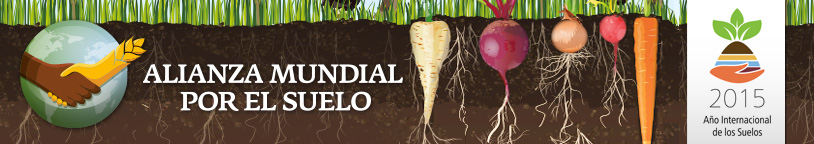 ALIANZA MUNDIAL
POR EL SUELO
2015
Año Internacional
de los Suelos